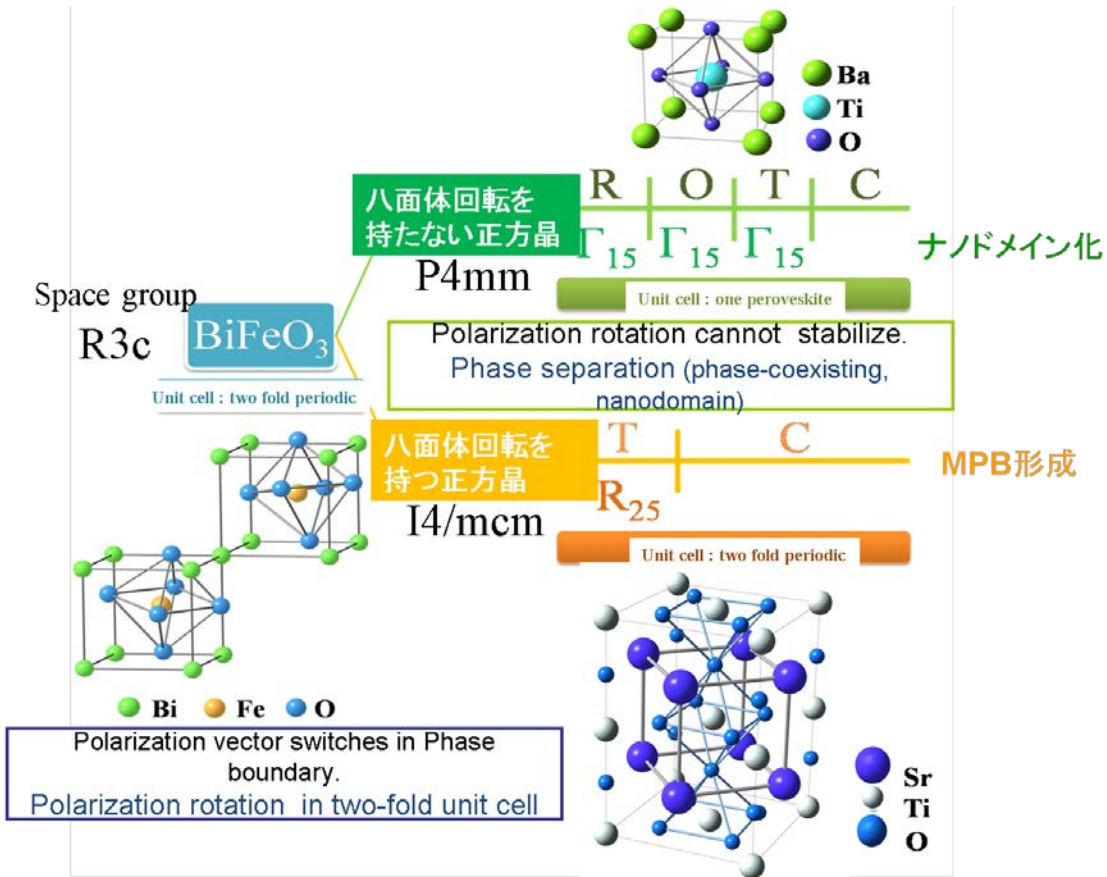 Ba
Ti
O
R O T C
八面体回転を
持たない正方晶
Γ15 Γ15 Γ15
ナノドメイン化
P4mm
Space group
R3c
BiFeO3
Unit cell : one peroveskite
Polarization rotation cannot stabilize.
Phase separation (phase-coexisting,
nanodomain)
Unit cell : two fold periodic
八面体回転を
持つ正方晶
T C
R25
MPB形成
I4/mcm
Unit cell : two fold periodic
Bi Fe O
Polarization vector switches in Phase
boundary.
Polarization rotation in two-fold unit cell
Sr
Ti
O